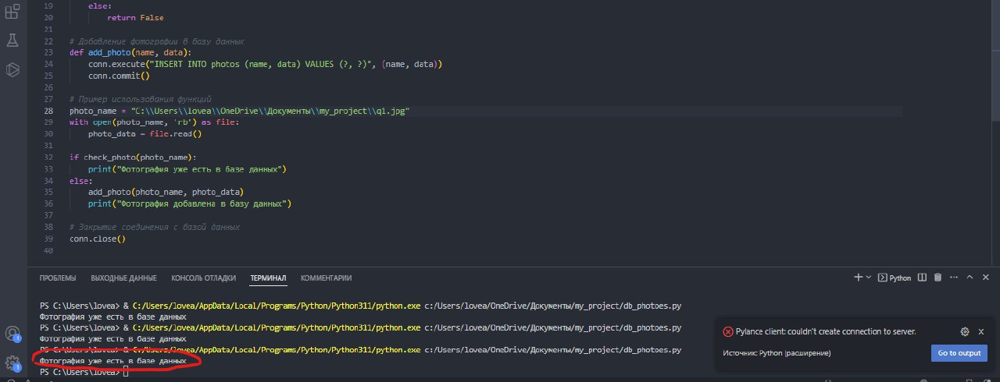 19 else:
20 return False
21
22 # Добавление фотографии в базу данных
23 def add_photo(name, data):
24 conn.execute("INSERT INTO photos (name, data) VALUES (?, ?)", (name, data))
25 conn.commit()
26
27 # Пример использования функций
28 photo_name = "C:\\Users\\lovea\\OneDrive\\Документы\\my_project\\q1.jpg"
29 with open(photo_name, 'rb') as file:
30 photo_data = file.read()
31
32 if check_photo(photo_name):
33 print("Фотография уже есть в базе данных")
34 else:
35 add_photo(photo_name, photo_data)
36 print("Фотография добавлена в базу данных")
37
38 # Закрытие соединения с базой данных
39 conn.close()
40
ПРОБЛЕМЫ ВЫХОДНЫЕ ДАННЫЕ КОНСОЛЬ ОТЛАДКИ ТЕРМИНАЛ КОММЕНТАРИИ Python
PS C:\Users\lovea> & C:/Users/lovea/AppData/Local/Programs/Python/Python311/python.exe c:/Users/lovea/OneDrive/Документы/my_project/db_photoes.py
Фотография уже есть в базе данных
PS C:\Users\lovea> & C:/Users/lovea/AppData/Local/Programs/Python/Python311/python.exe c:/Users/lovea/OneDrive/Документы/my_project/db_photoes.py
Фотография уже есть в базе данных
PS C:\Users\lovea> & C:/Users/lovea/AppData/Local/Programs/Python/Python311/python.exe c:/Users/lovea/OneDrive/Документы/my_project/db_photoes.py
Фотография уже есть в базе данных
PS C:\Users\lovea>
Pylance client: couldn't create connection to server.
Источник: Python (расширение)
Go to output
1
1